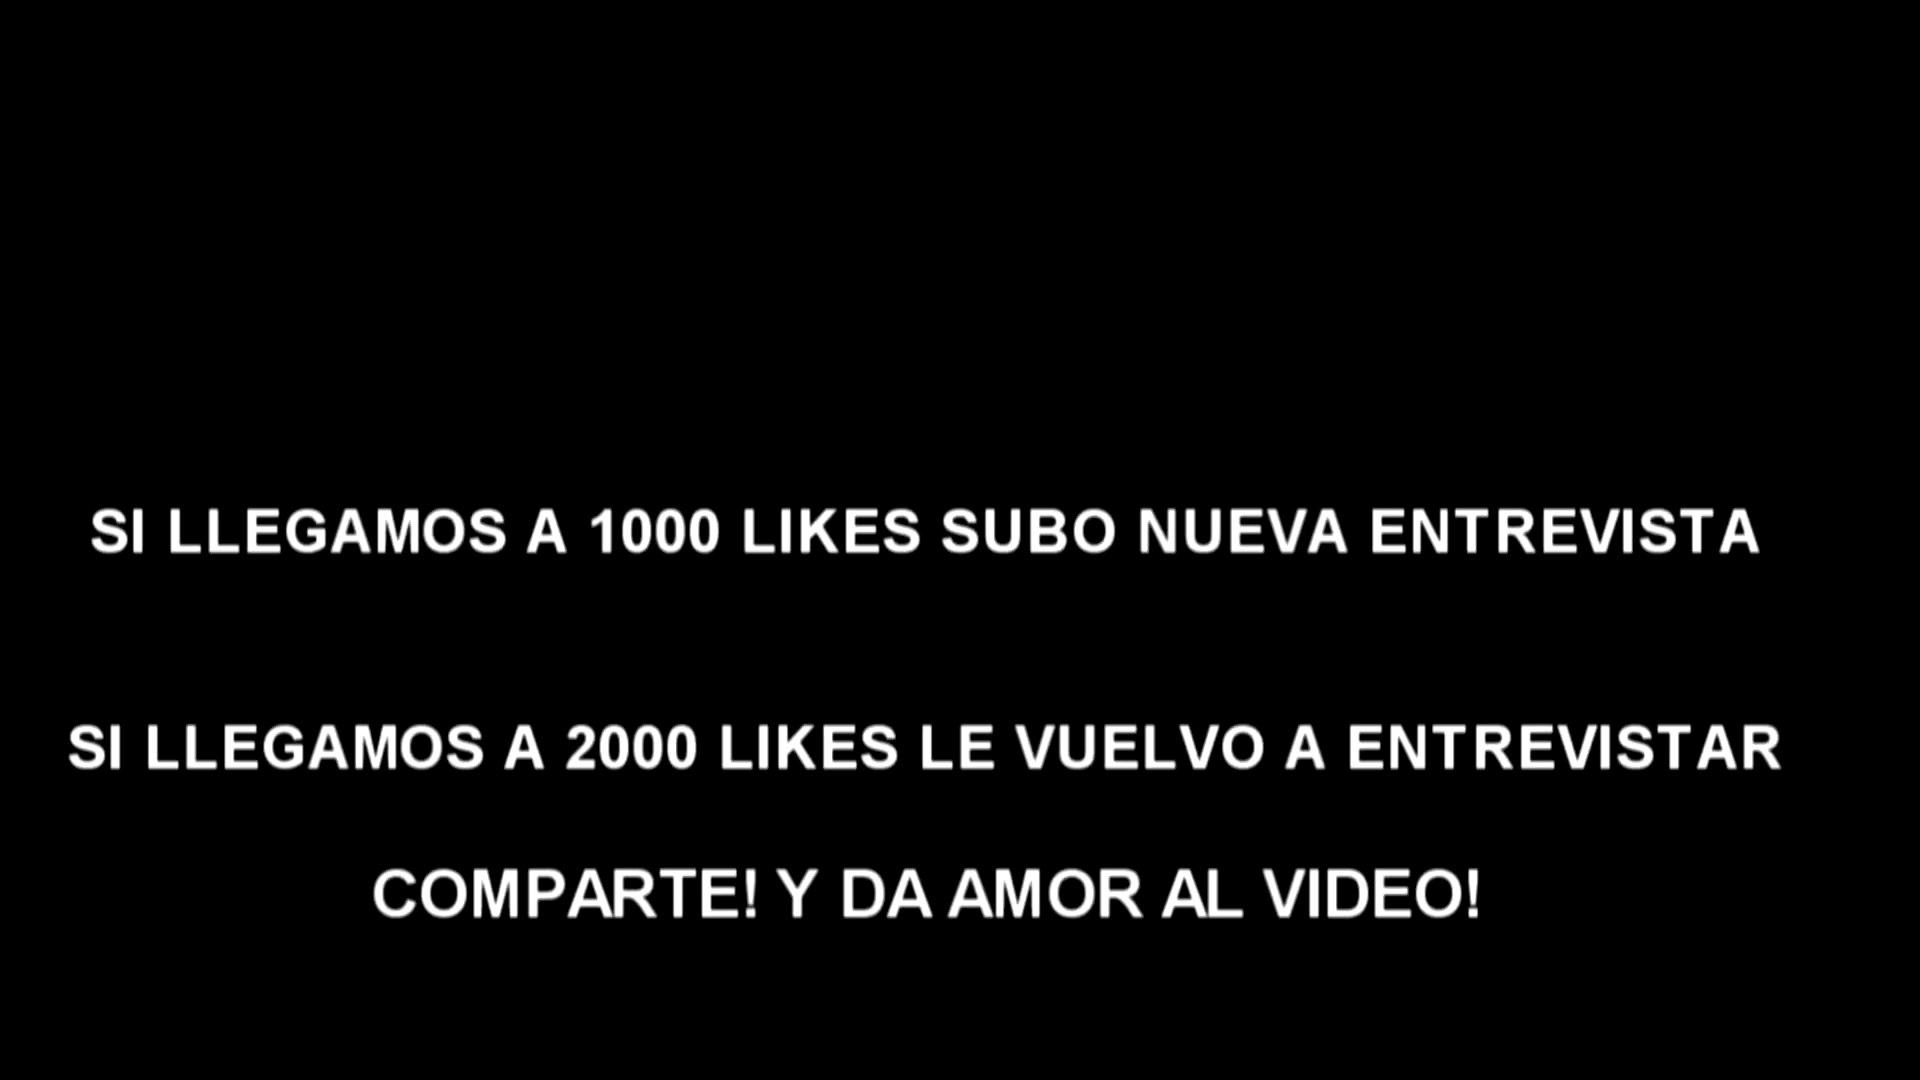 SI LLEGAMOS A 1000 LIKES SUBO NUEVA ENTREVISTA
SI LLEGAMOS A 2000 LIKES LE VUELVO A ENTREVISTAR
COMPARTE! Y DA AMOR AL VIDEO!